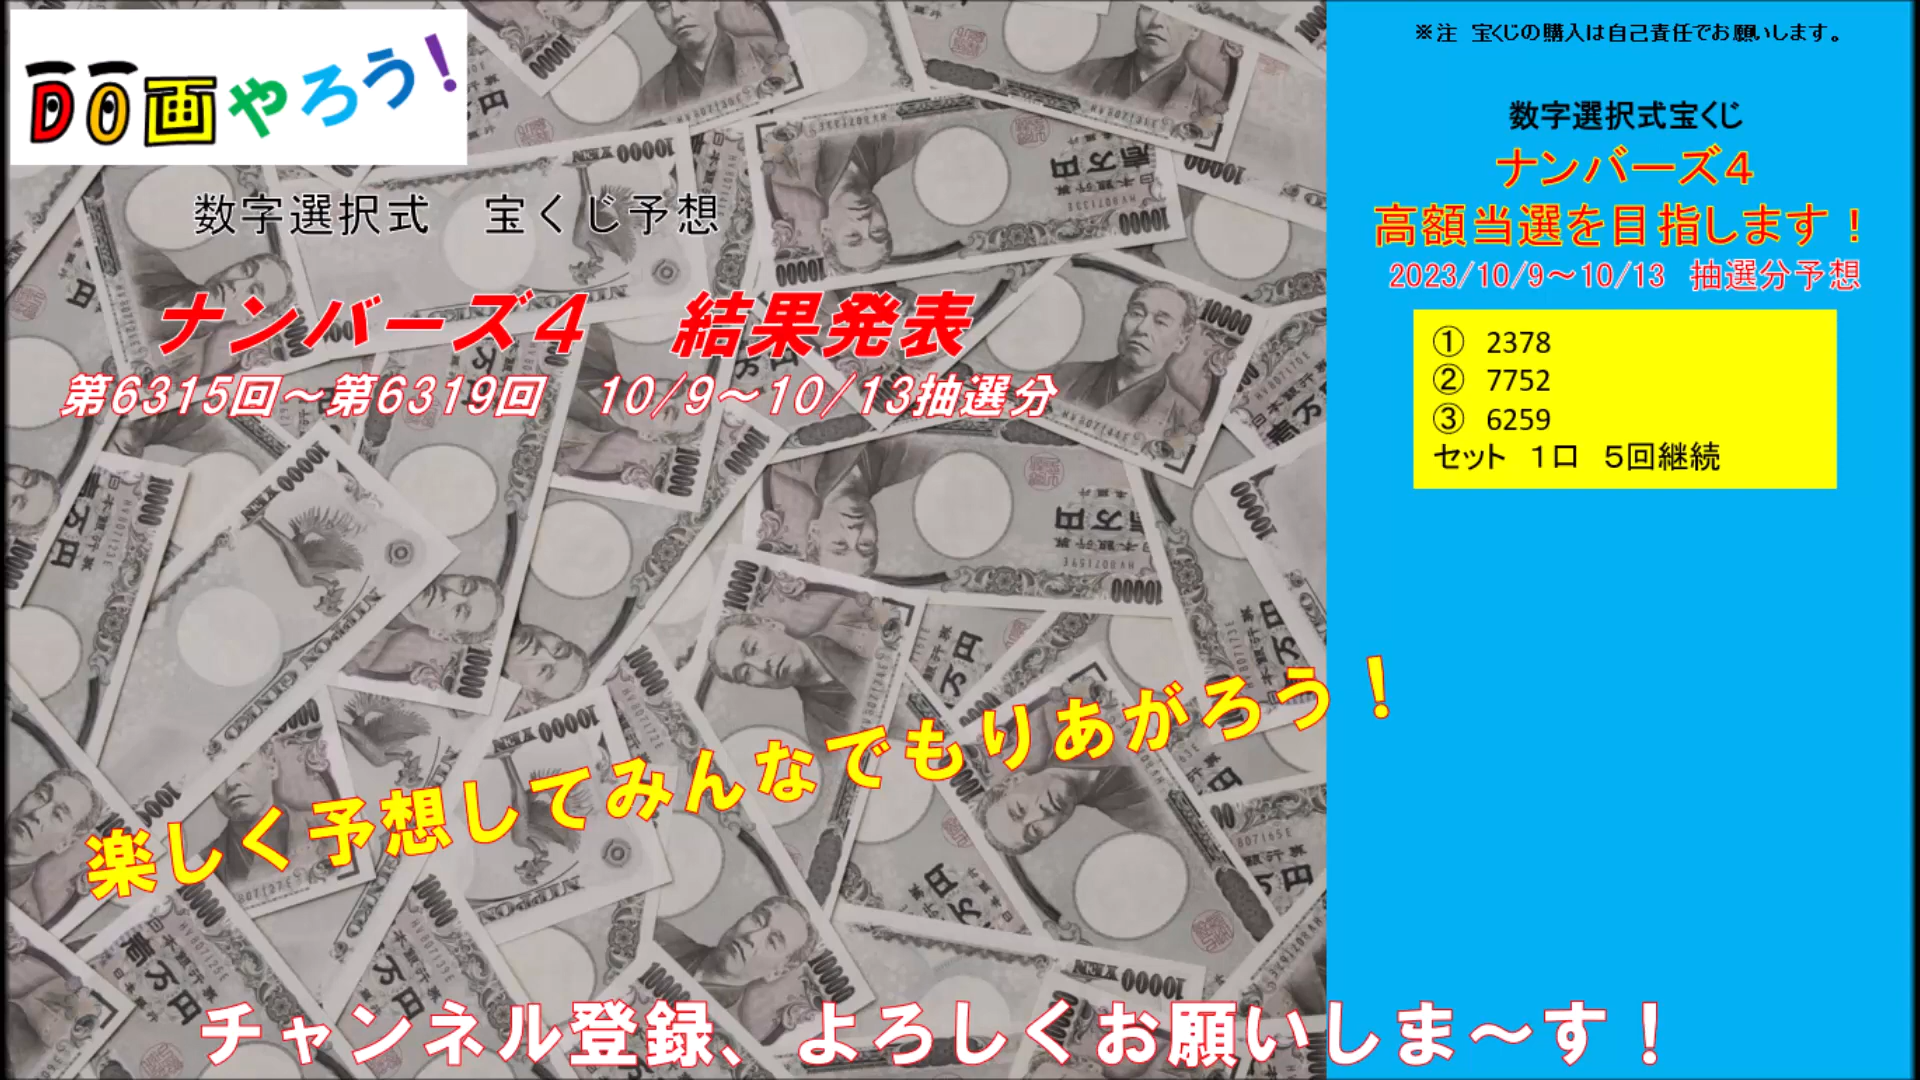 DO画やろう！
数字選択式　宝くじ予想
ナンバーズ４　結果発表
第6315回～第6319回　10/9～10/13抽選分
楽しく予想してみんなでもりあがろう！
チャンネル登録、よろしくお願いしま～す！
※注　宝くじの購入は自己責任でお願いします。
数字選択式宝くじ
ナンバーズ４
高額当選を目指します！
2023/10/9～10/13　抽選分予想
①　2378
②　7752
③　6259
セット　１口　５回継続